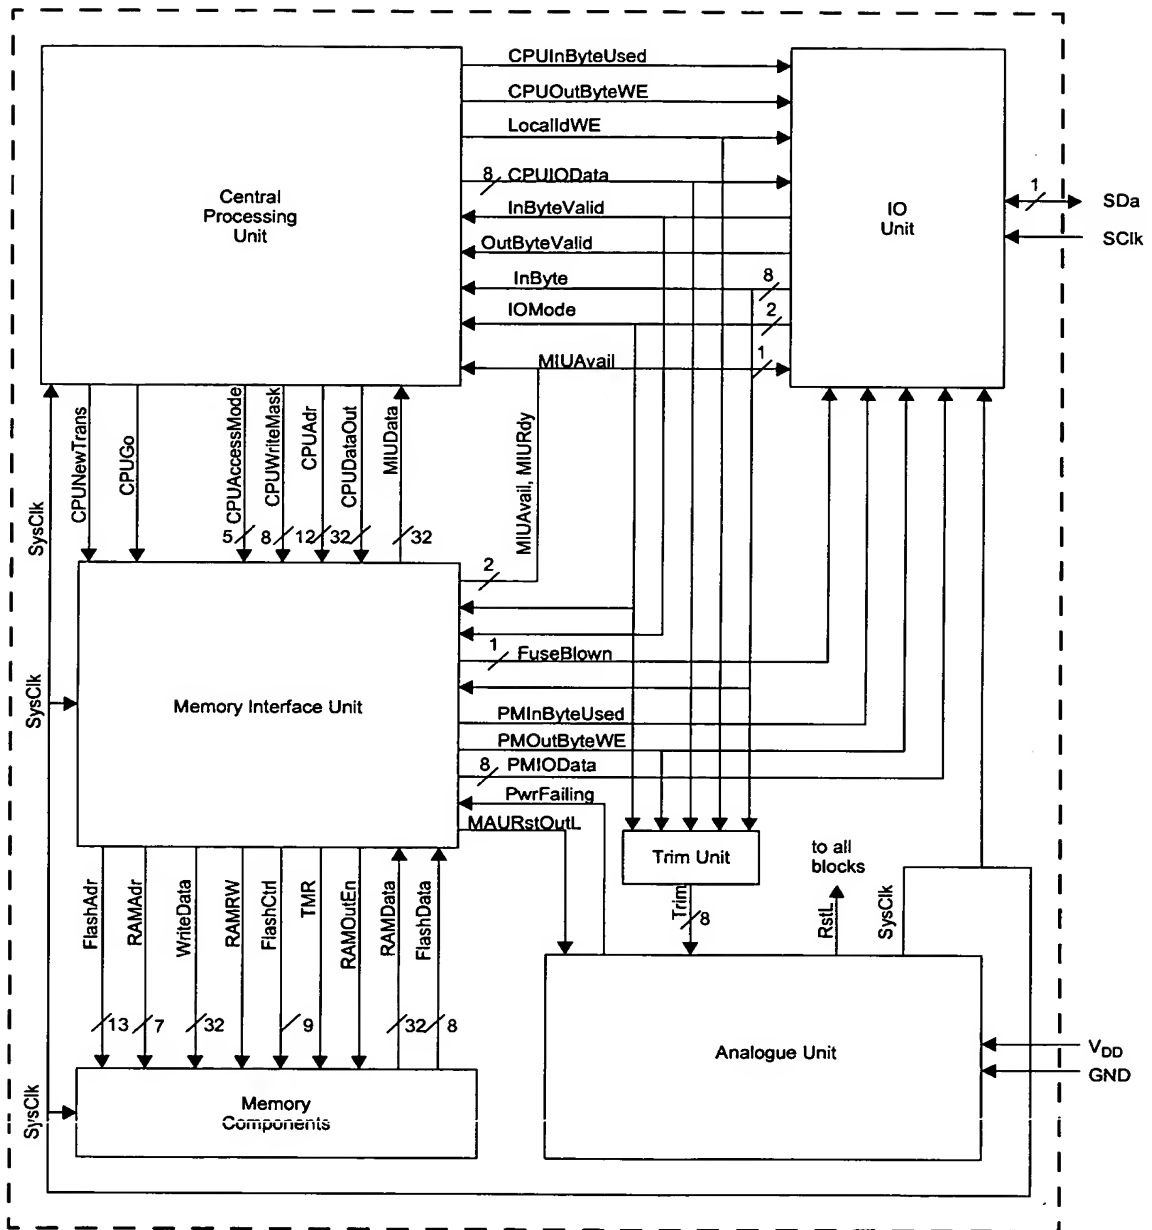 CPUInByteUsed
CPUOutByteWE
LocalIdWE
8 CPUIOData
InByteValid
OutByteValid
InByte 8
IOMode 2
MIUAvail 1
Central
Processing
Unit
IO
Unit
1 SDa
SClk
SysClk
CPUNewTrans
CPUGo
CPUAccessMode
CPUWriteMask
CPUAdr
CPUDataOut
MIUData
MIUAvail, MIURdy
5 8 12 32 32
2
1 FuseBlown
SysClk
Memory Interface Unit
PMInByteUsed
PMOutByteWE
8 PMIOData
PwrFailing
MAURstOutL
Trim Unit
to all
blocks
FlashAdr
RAMAdr
WriteData
RAMRW
FlashCtrl
TMR
RAMOutEn
RAMData
FlashData
Trim
8
RstL
SysClk
13 7 32 9 32 8
Analogue Unit
VDD
GND
SysClk
Memory
Components